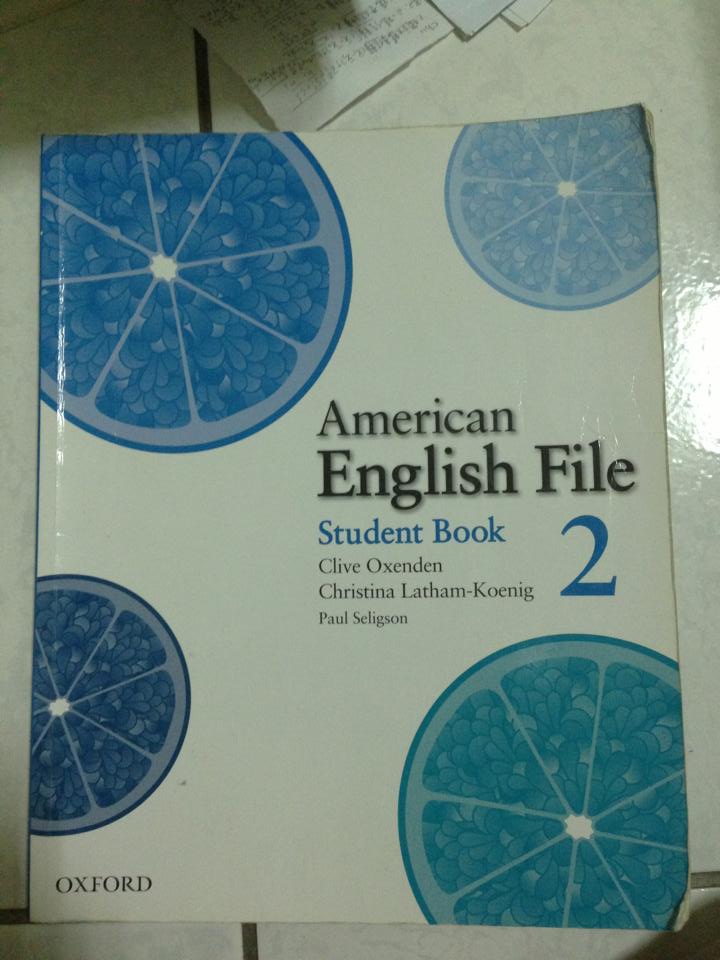 American
English File
Student Book
2
Clive Oxenden
Christina Latham-Koenig
Paul Seligson
OXFORD